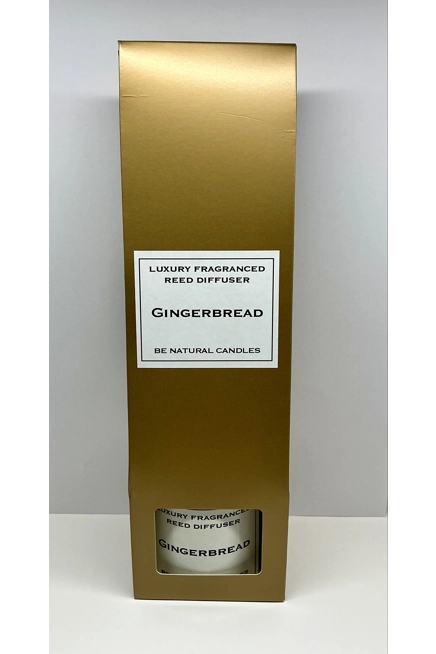 LUXURY FRAGRANCED
REED DIFFUSER
GINGERBREAD
BE NATURAL CANDLES
LUXURY FRAGRANCED
REED DIFFUSER
GINGERBREAD